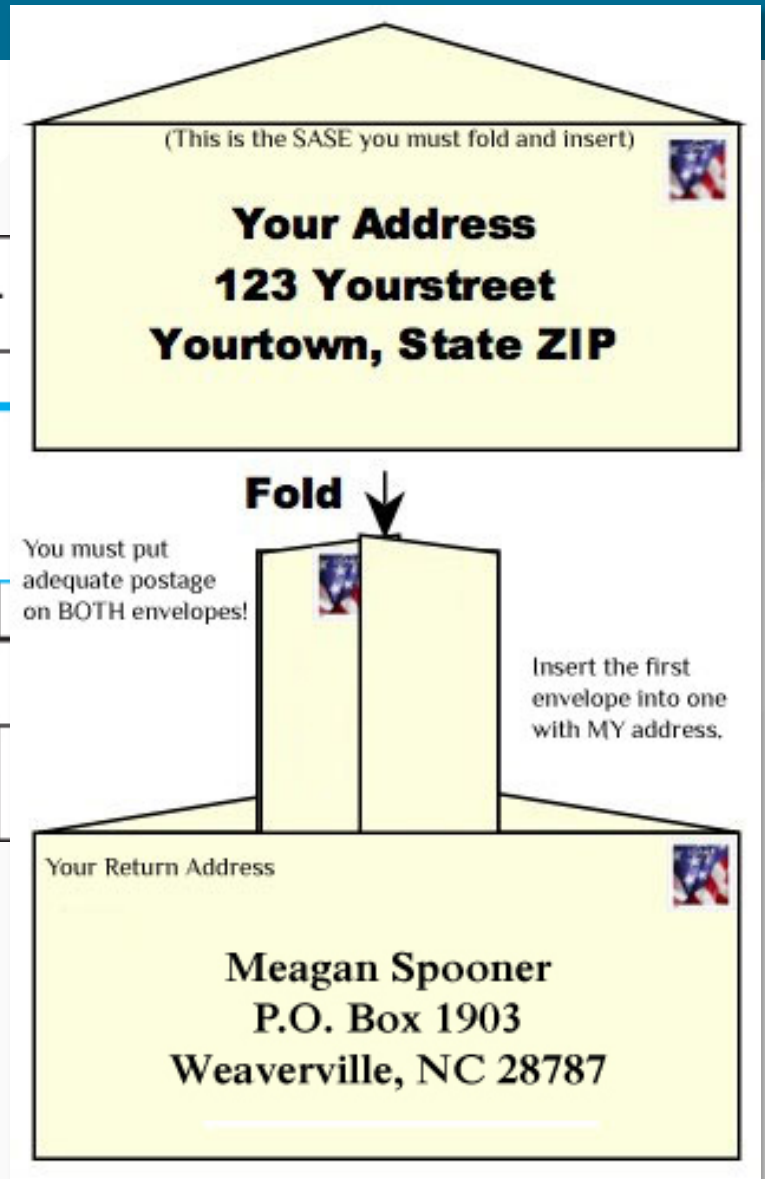 (This is the SASE you must fold and insert)
Your Address
123 Yourstreet
Yourtown, State ZIP
Fold
You must put
adequate postage
on BOTH envelopes!
Insert the first
envelope into one
with MY address.
Your Return Address
Meagan Spooner
P.O. Box 1903
Weaverville, NC 28787